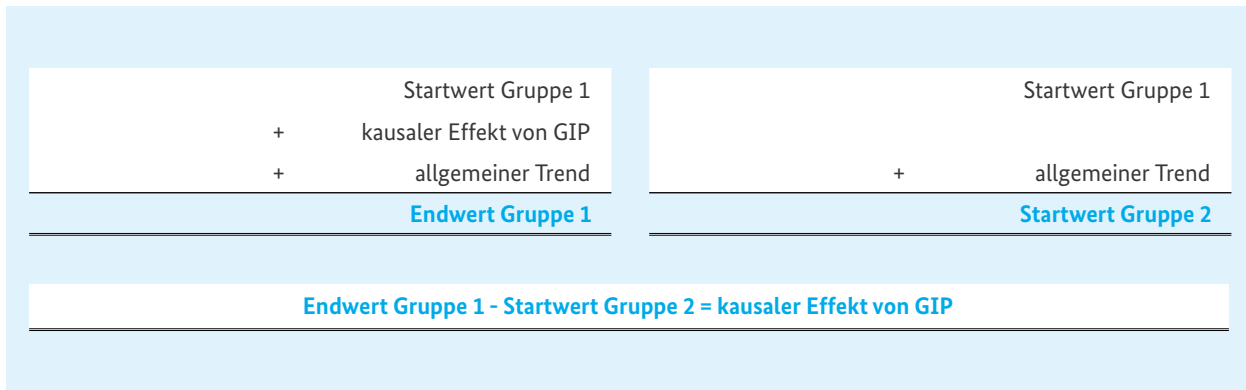 Startwert Gruppe 1
+ kausaler Effekt von GIP
+ allgemeiner Trend
Endwert Gruppe 1
Startwert Gruppe 1
+ allgemeiner Trend
Startwert Gruppe 2
Endwert Gruppe 1 - Startwert Gruppe 2 = kausaler Effekt von GIP